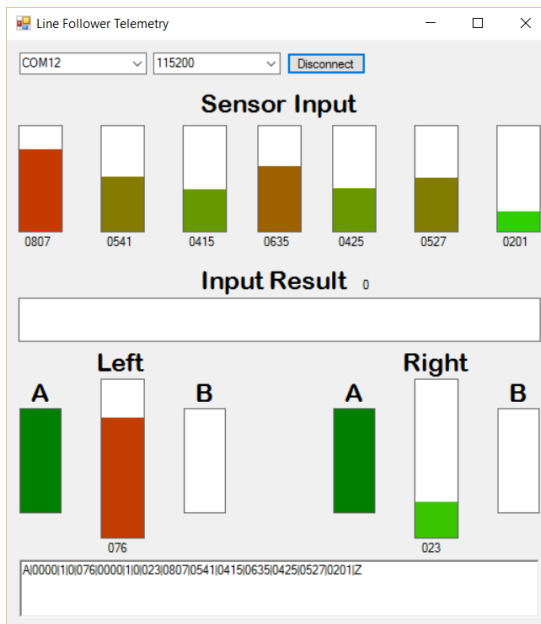 Line Follower Telemetry
COM12 115200 Disconnect
Sensor Input
0807 0541 0415 0635 0425 0527 0201
Input Result 0
Left Right
A B A B
076 023
A|0000|1|0|076|0000|1|0|023|0807|0541|0415|0635|0425|0527|0201|Z